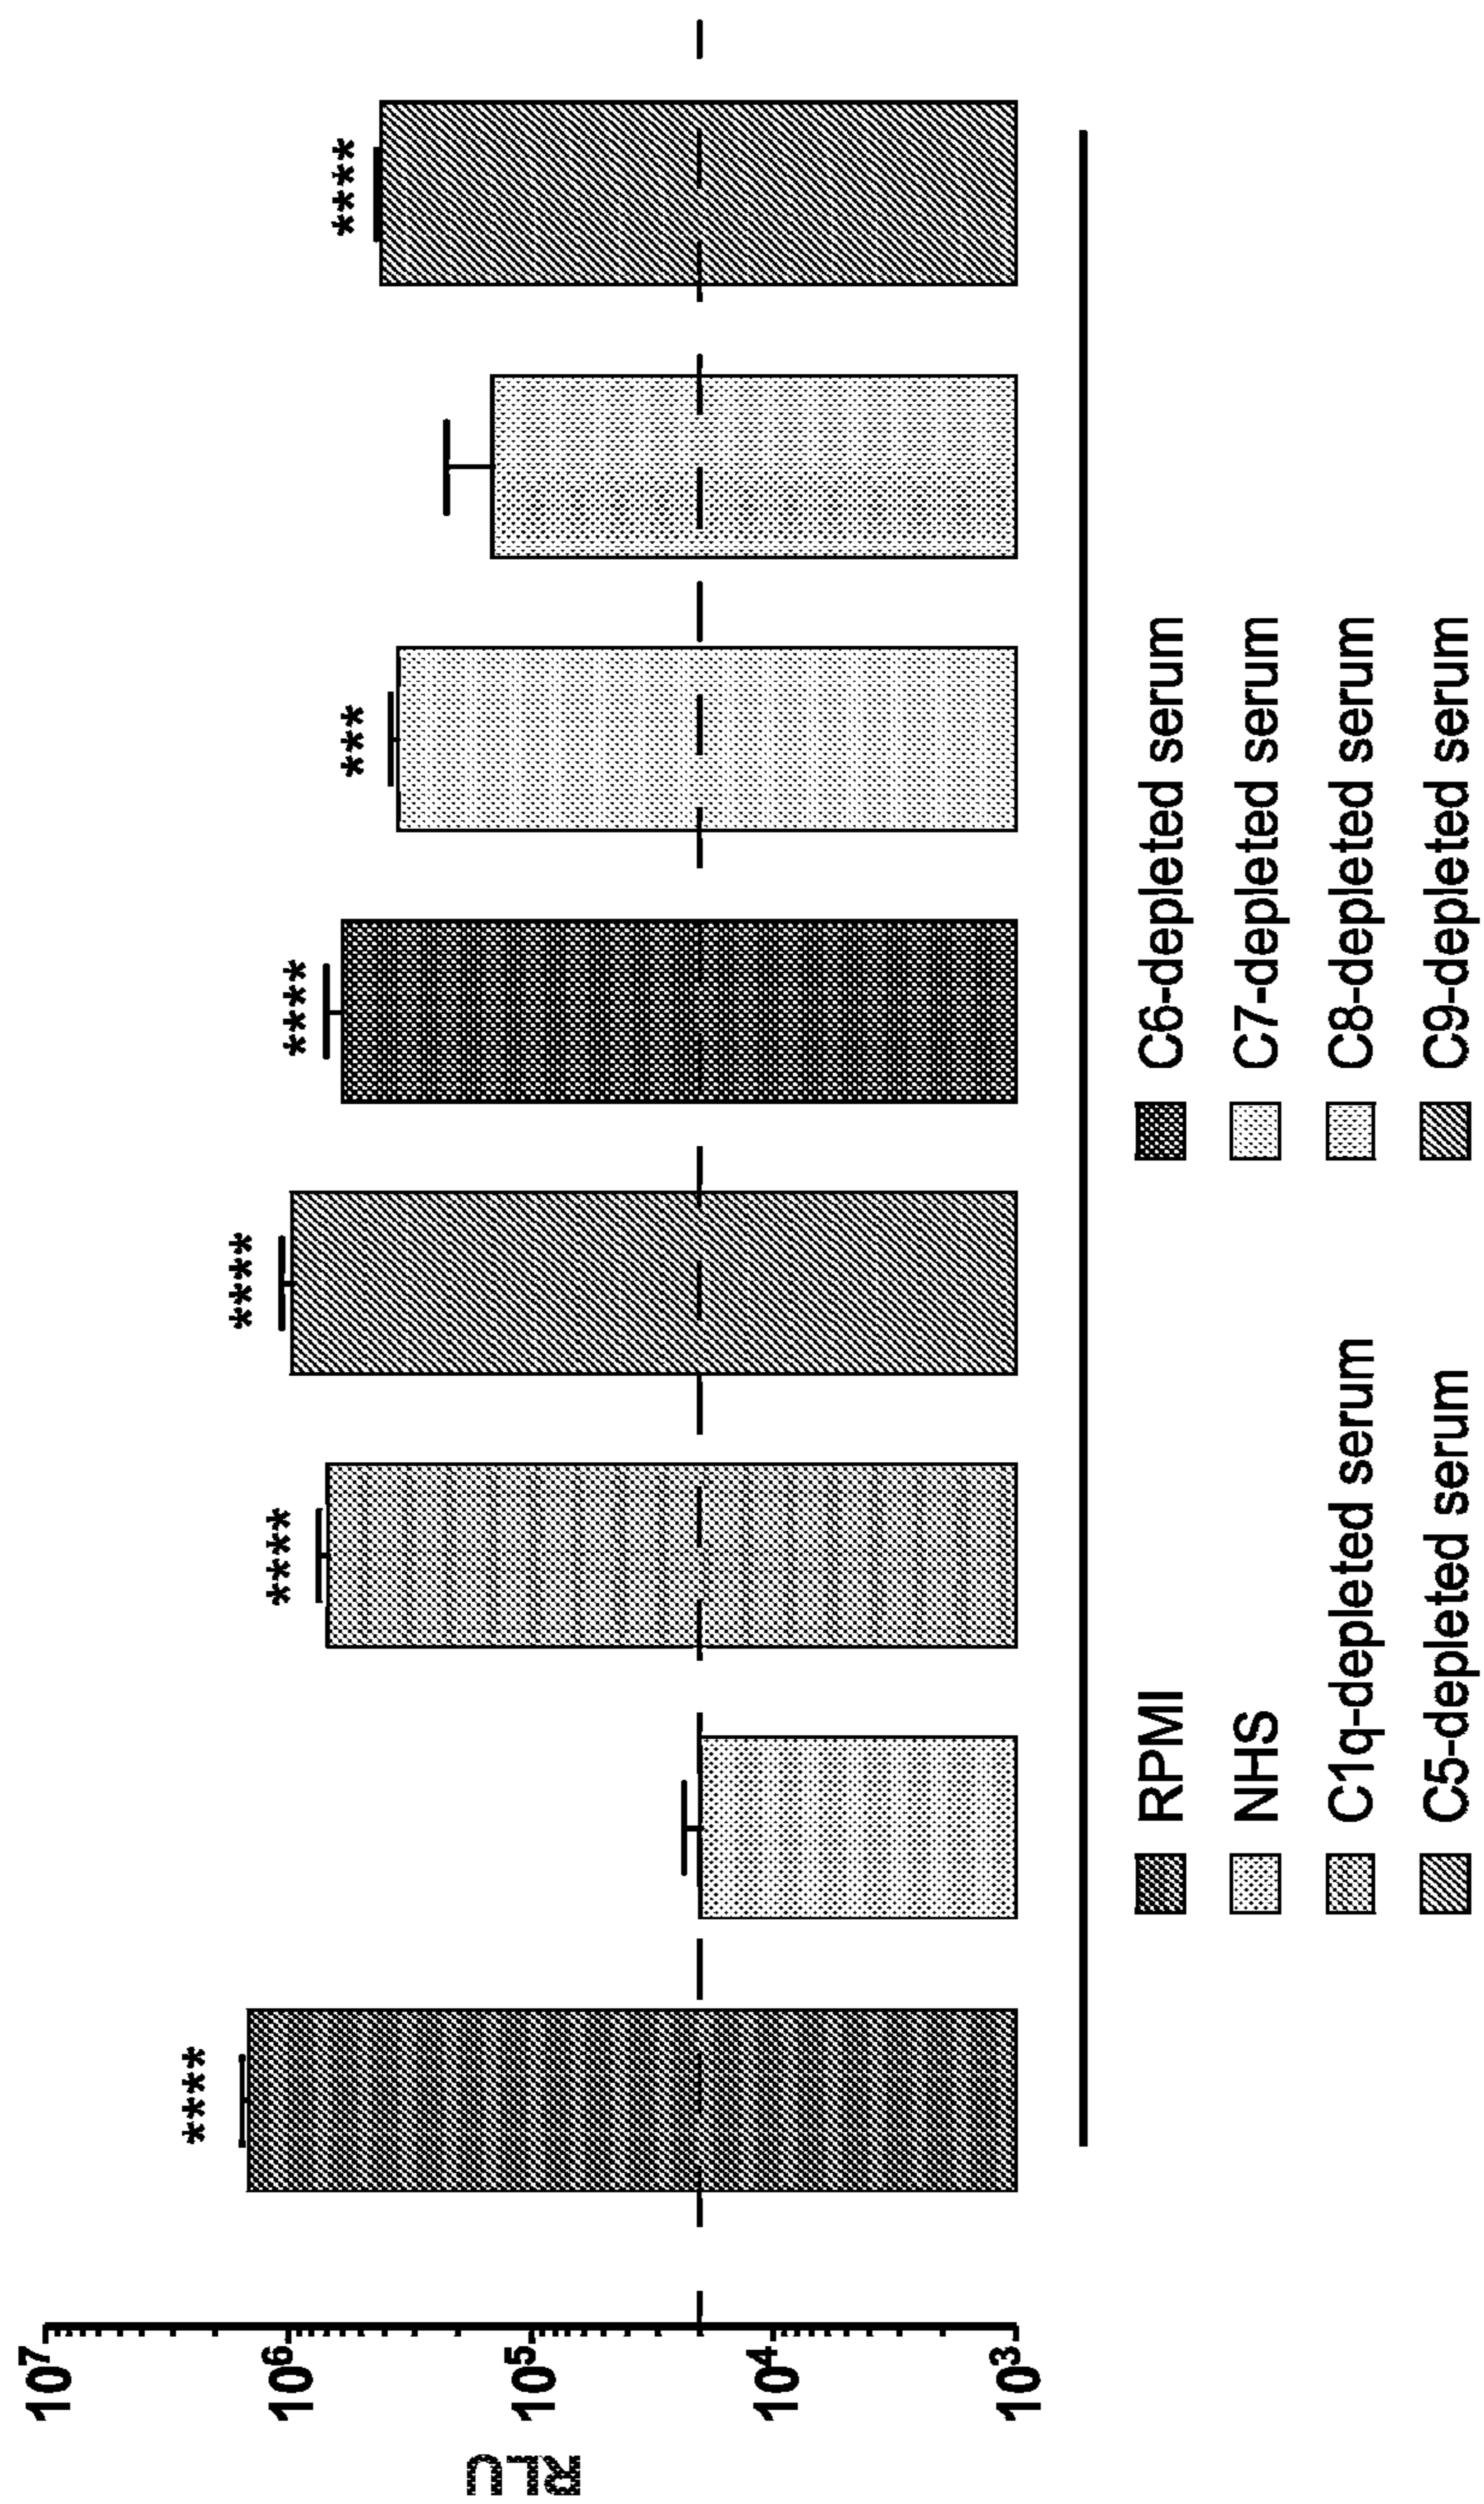 RLU
10⁷
10⁶
10⁵
10⁴
10³
****
****
****
****
***
****
RPMI
NHS
C1q-depleted serum
C5-depleted serum
C6-depleted serum
C7-depleted serum
C8-depleted serum
C9-depleted serum